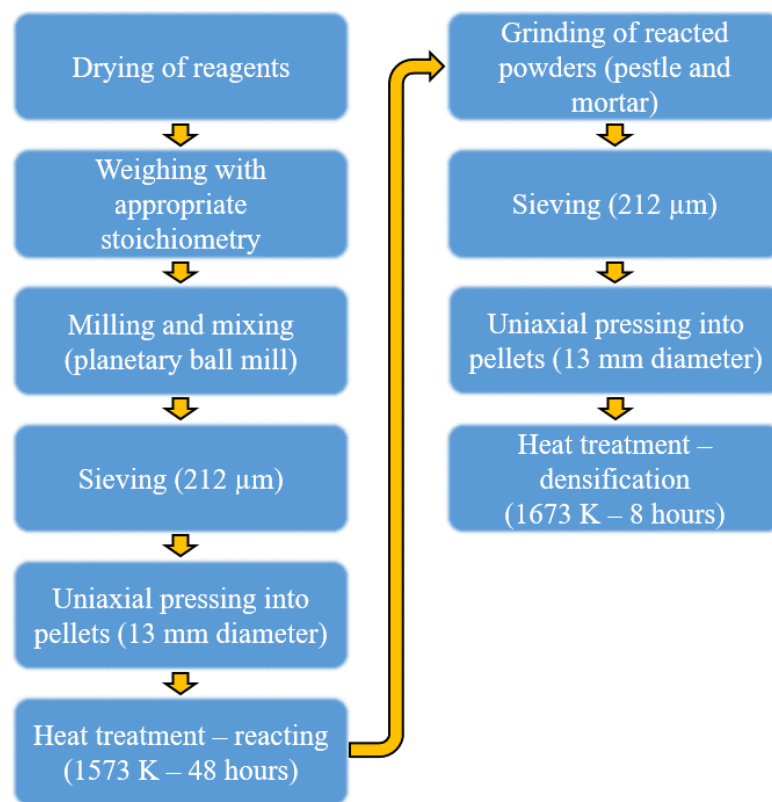 Drying of reagents
Weighing with
appropriate
stoichiometry
Milling and mixing
(planetary ball mill)
Sieving (212 µm)
Uniaxial pressing into
pellets (13 mm diameter)
Heat treatment – reacting
(1573 K – 48 hours)
Grinding of reacted
powders (pestle and
mortar)
Sieving (212 µm)
Uniaxial pressing into
pellets (13 mm diameter)
Heat treatment –
densification
(1673 K – 8 hours)